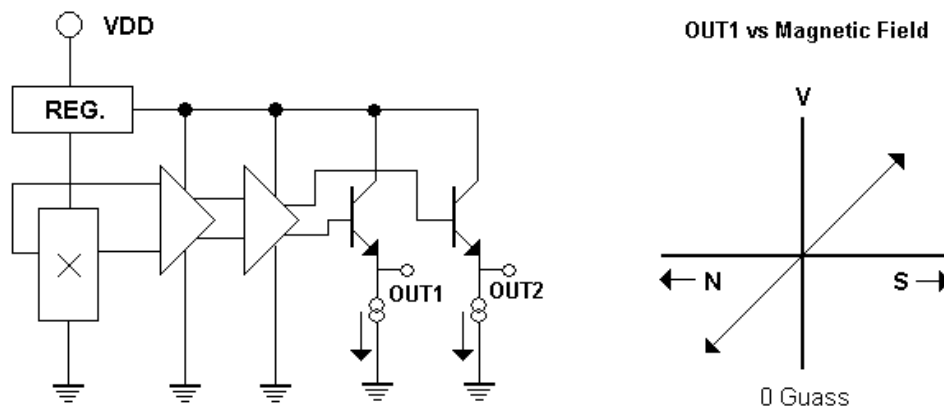 VDD
REG.
OUT1
OUT2
OUT1 vs Magnetic Field
V
N
S
0 Guass